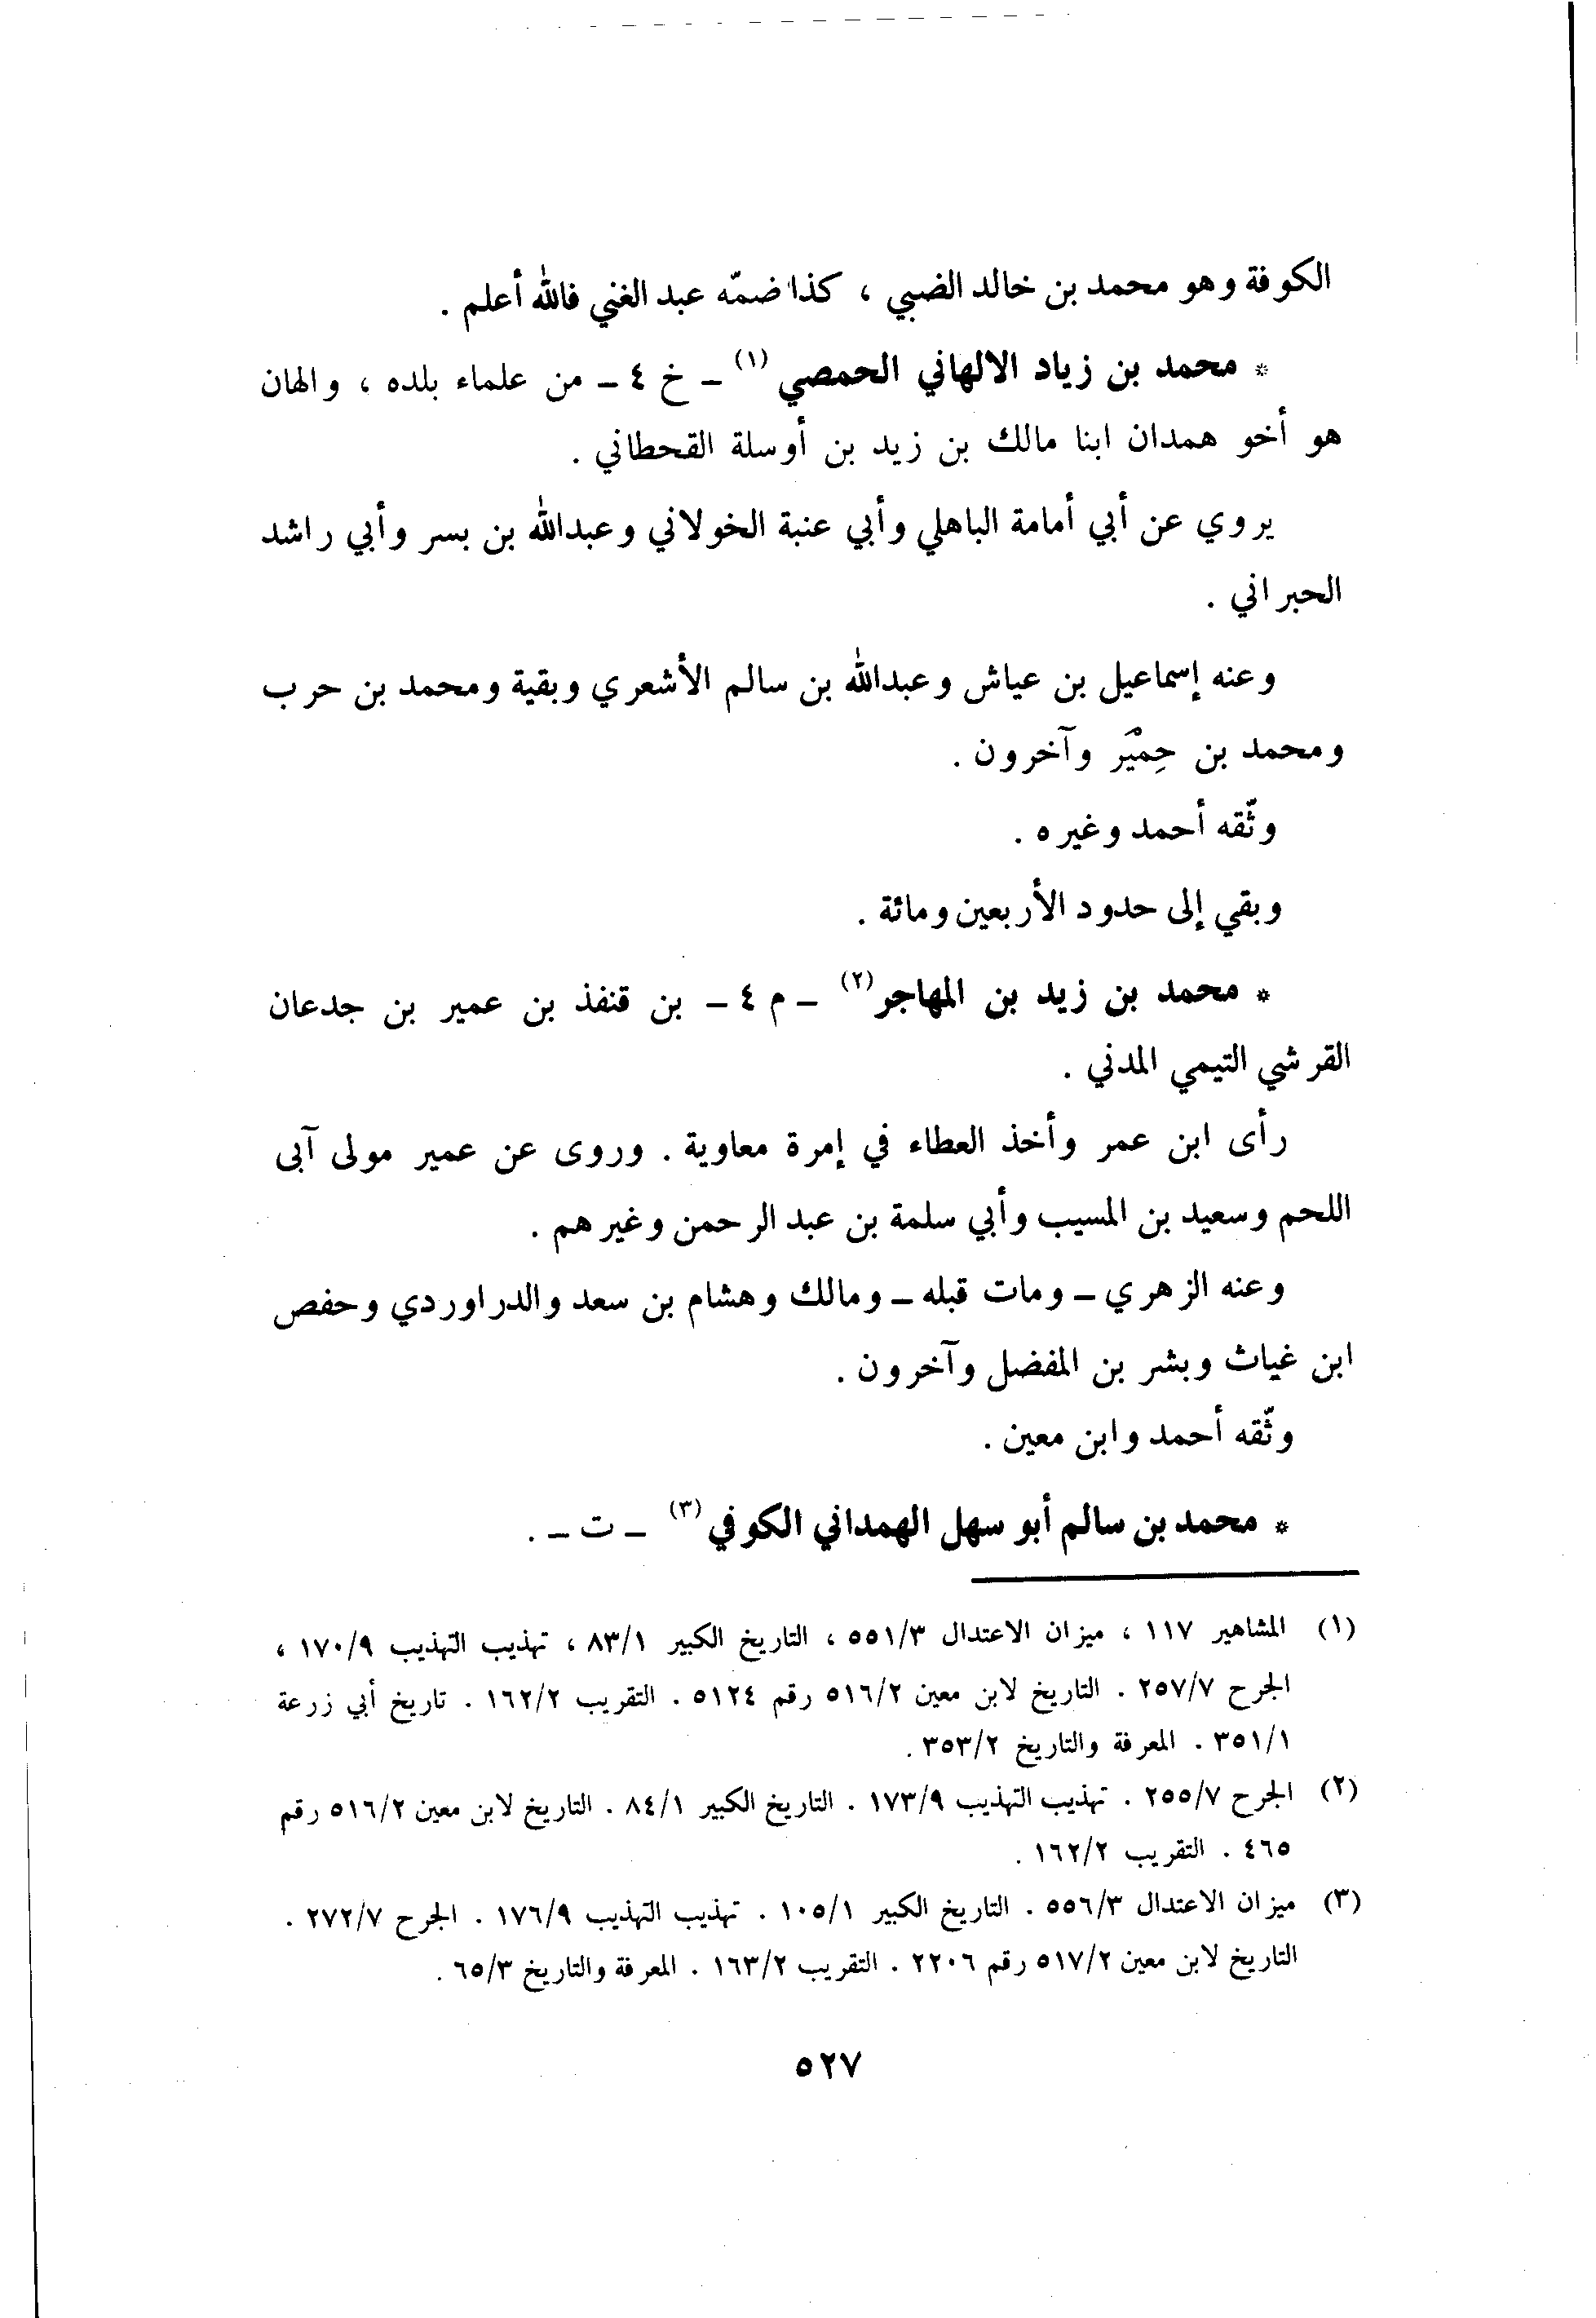 الكوفة وهو محمد بن خالد الضبي ، كذا ضمّه عبد الغني فالله أعلم .
* محمد بن زياد الالهاني الحمصي (١) ـ خ ٤ ـ من علماء بلده ، والهان
هو أخو همدان ابنا مالك بن زيد بن أوسلة القحطاني .
يروي عن أبي أمامة الباهلي وأبي عنبة الخولاني وعبدالله بن بسر وأبي راشد
الحبراني .
وعنه إسماعيل بن عياش وعبدالله بن سالم الأشعري وبقية ومحمد بن حرب
ومحمد بن حِمْيَر وآخرون .
وثّقه أحمد وغيره .
وبقي إلى حدود الأربعين ومائة .
* محمد بن زيد بن المهاجر (٢) ـ م ٤ ـ بن قنفذ بن عمير بن جدعان
القرشي التيمي المدني .
رأى ابن عمر وأخذ العطاء في إمرة معاوية . وروى عن عمير مولى آبى
اللحم وسعيد بن المسيب وأبي سلمة بن عبد الرحمن وغيرهم .
وعنه الزهري ـ ومات قبله ـ ومالك وهشام بن سعد والدراوردي وحفص
ابن غياث وبشر بن المفضل وآخرون .
وثّقه أحمد وابن معين .
* محمد بن سالم أبو سهل الهمداني الكوفي (٣) ـ ت ـ .
(١) المشاهير ١١٧ ، ميزان الاعتدال ٥٥١/٣ ، التاريخ الكبير ٨٣/١ ، تهذيب التهذيب ١٧٠/٩ ،
الجرح ٢٥٧/٧ . التاريخ لابن معين ٥١٦/٢ رقم ٥١٢٤ . التقريب ١٦٢/٢ . تاريخ أبي زرعة
٣٥١/١ . المعرفة والتاريخ ٣٥٣/٢ .
(٢) الجرح ٢٥٥/٧ . تهذيب التهذيب ١٧٣/٩ . التاريخ الكبير ٨٤/١ . التاريخ لابن معين ٥١٦/٢ رقم
٤٦٥ . التقريب ١٦٢/٢ .
(٣) ميزان الاعتدال ٥٥٦/٣ . التاريخ الكبير ١٠٥/١ . تهذيب التهذيب ١٧٦/٩ . الجرح ٢٧٢/٧ .
التاريخ لابن معين ٥١٧/٢ رقم ٢٢٠٦ . التقريب ١٦٣/٢ . المعرفة والتاريخ ٦٥/٣ .
٥٢٧